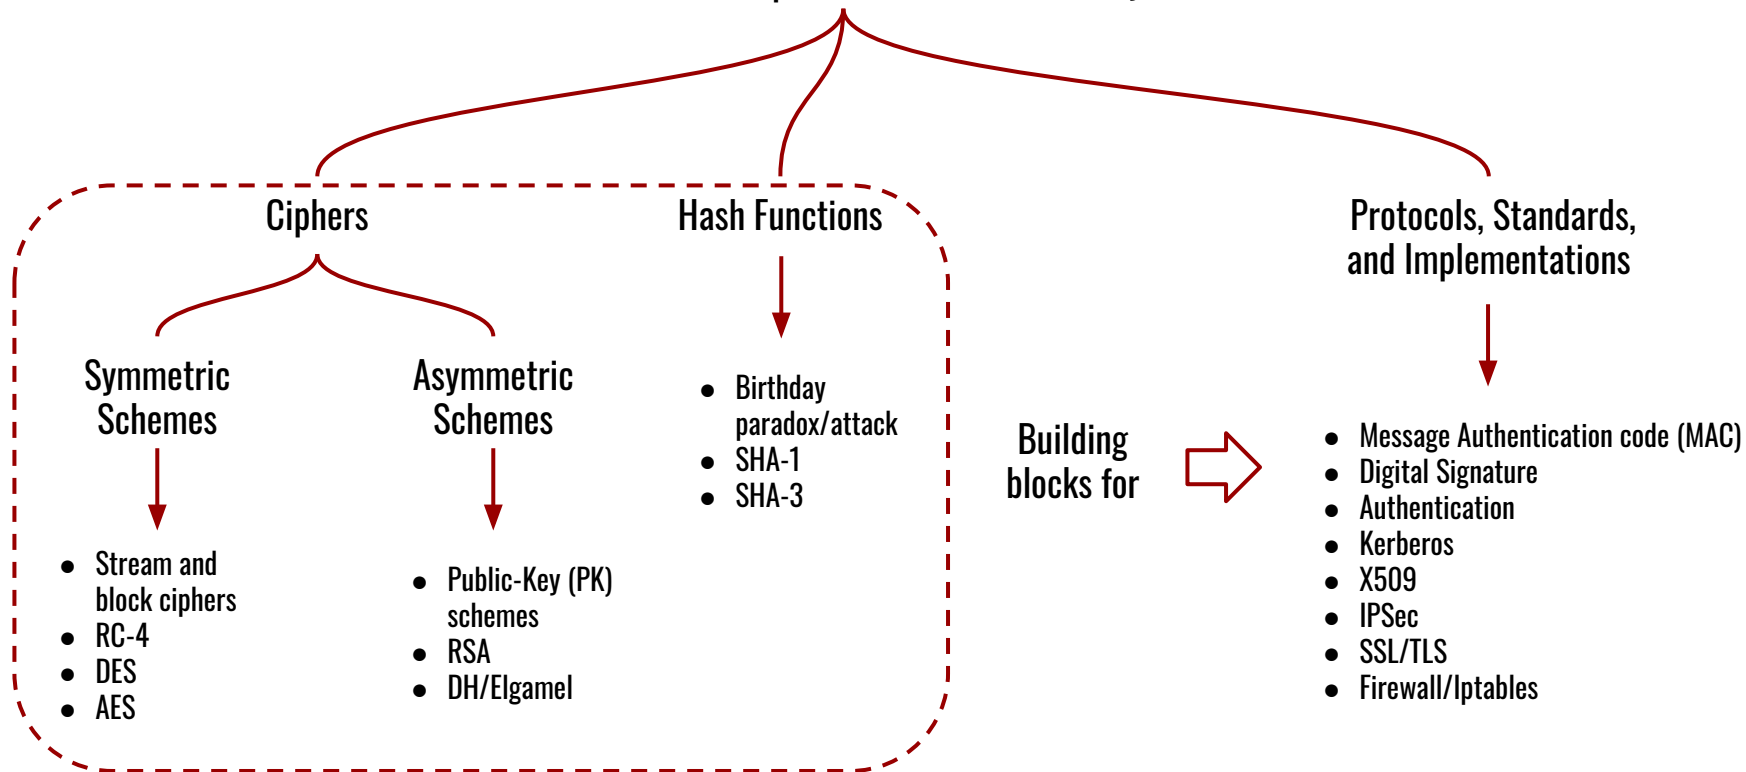 Ciphers
Hash Functions
Protocols, Standards,
and Implementations
Symmetric
Schemes
Asymmetric
Schemes
● Birthday
paradox/attack
● SHA-1
● SHA-3
Building
blocks for
● Message Authentication code (MAC)
● Digital Signature
● Authentication
● Kerberos
● X509
● IPSec
● SSL/TLS
● Firewall/Iptables
● Stream and
block ciphers
● RC-4
● DES
● AES
● Public-Key (PK)
schemes
● RSA
● DH/Elgamel